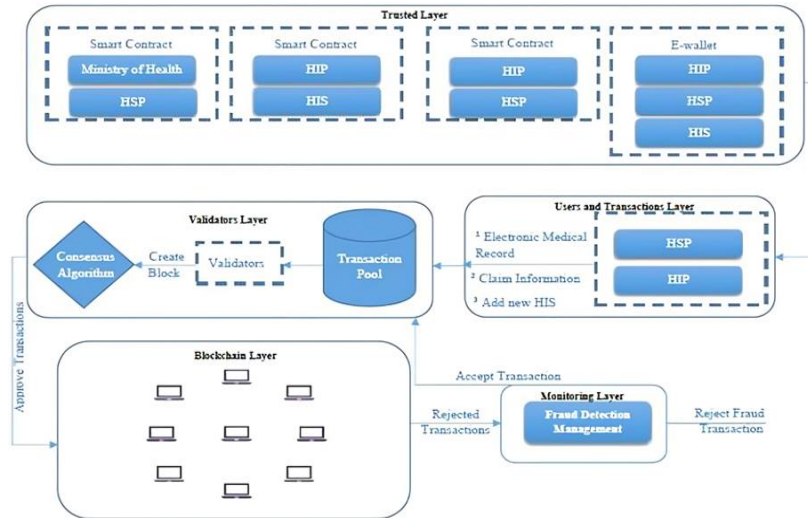 Trusted Layer
Smart Contract
Ministry of Health
HSP
Smart Contract
HIP
HIS
Smart Contract
HIP
HSP
E-wallet
HIP
HSP
HIS
Validators Layer
Consensus
Algorithm
Create
Block
Validators
Transaction
Pool
Users and Transactions Layer
1 Electronic Medical
Record
2 Claim Information
3 Add new HIS
HSP
HIP
Approve Transactions
Blockchain Layer
Accept Transaction
Rejected
Transactions
Monitoring Layer
Fraud Detection
Management
Reject Fraud
Transaction